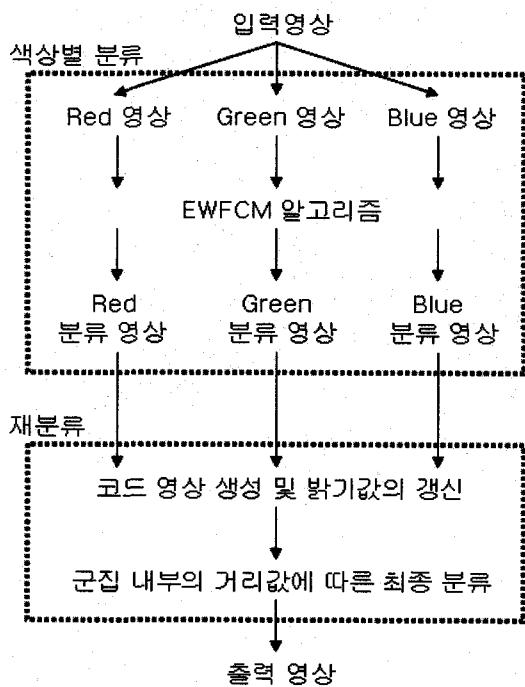 입력영상
색상별 분류
Red 영상 Green 영상 Blue 영상
EWFCM 알고리즘
Red Green Blue
분류 영상 분류 영상 분류 영상
재분류
코드 영상 생성 및 밝기값의 갱신
군집 내부의 거리값에 따른 최종 분류
출력 영상